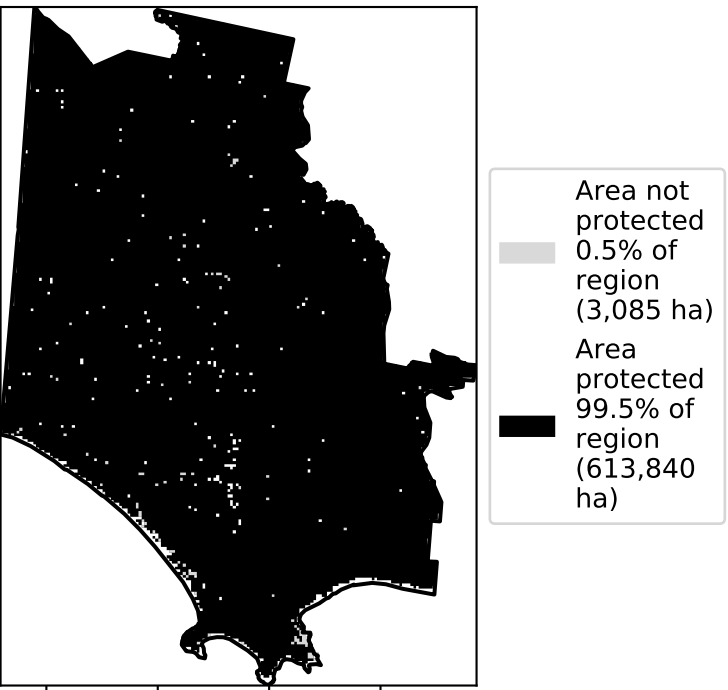 Area not
protected
0.5% of
region
(3,085 ha)
Area
protected
99.5% of
region
(613,840
ha)